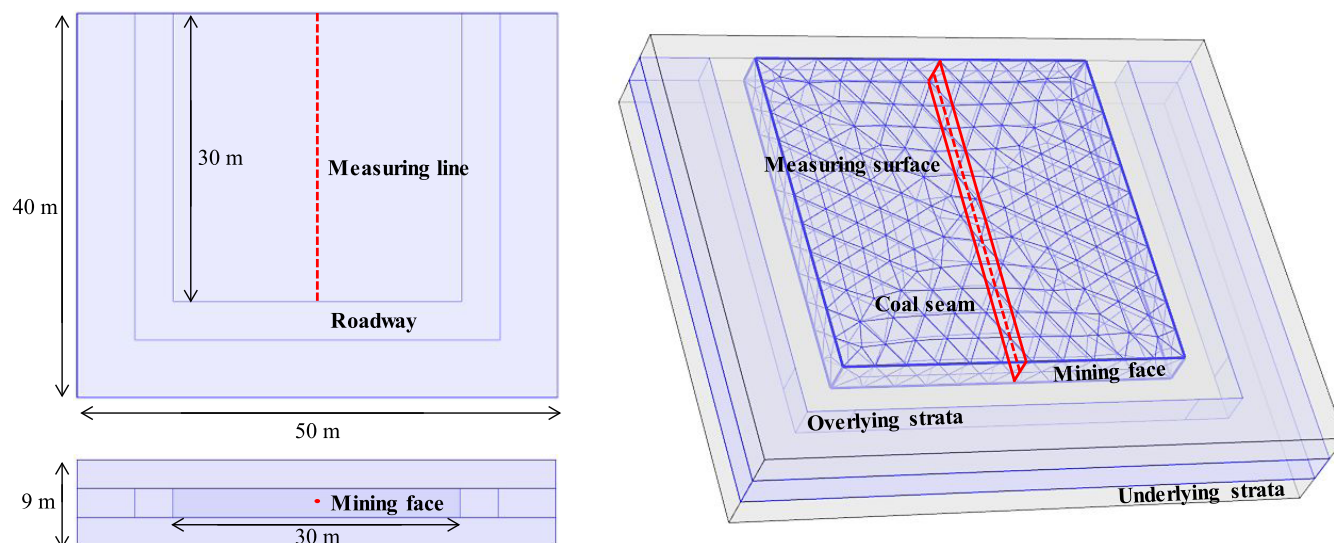 30 m
Measuring line
40 m
Roadway
50 m
9 m
Mining face
30 m
Measuring surface
Coal seam
Mining face
Overlying strata
Underlying strata